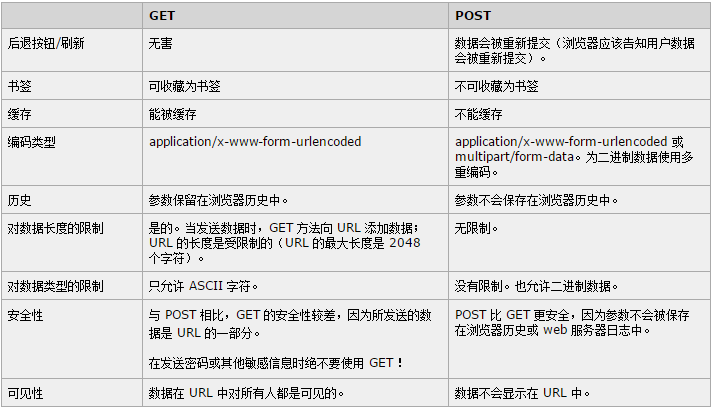 GET POST
后退按钮/刷新 无害 数据会被重新提交（浏览器应该告知用户数据
会被重新提交）。
书签 可收藏为书签 不可收藏为书签
缓存 能被缓存 不能缓存
编码类型 application/x-www-form-urlencoded application/x-www-form-urlencoded 或
multipart/form-data。为二进制数据使用多
重编码。
历史 参数保留在浏览器历史中。 参数不会保存在浏览器历史中。
对数据长度的限制 是的。当发送数据时，GET 方法向 URL 添加数据； 无限制。
URL 的长度是受限制的（URL 的最大长度是 2048
个字符）。
对数据类型的限制 只允许 ASCII 字符。 没有限制。也允许二进制数据。
安全性 与 POST 相比，GET 的安全性较差，因为所发送的数 POST 比 GET 更安全，因为参数不会被保存
据是 URL 的一部分。 在浏览器历史或 web 服务器日志中。
在发送密码或其他敏感信息时绝不要使用 GET ！
可见性 数据在 URL 中对所有人都是可见的。 数据不会显示在 URL 中。